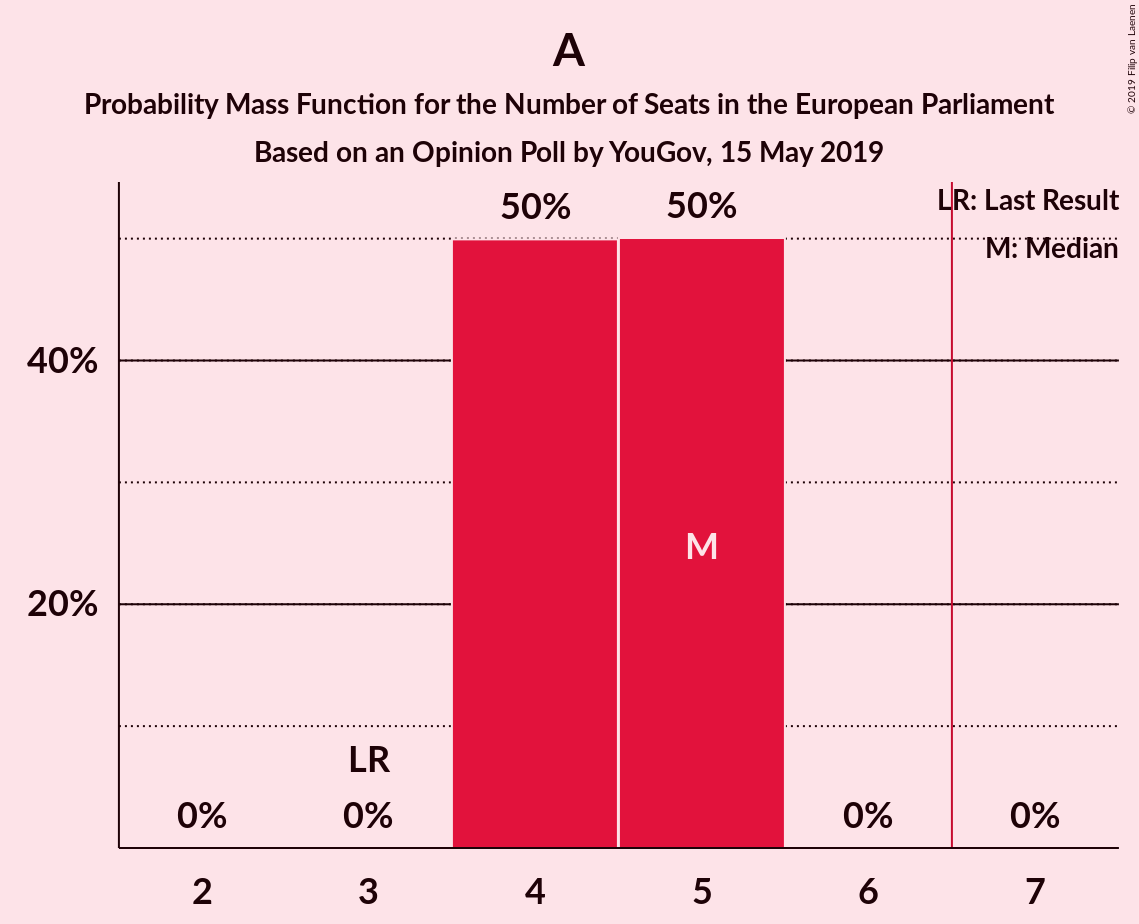 A
Probability Mass Function for the Number of Seats in the European Parliament
Based on an Opinion Poll by YouGov, 15 May 2019
© 2019 Filip van Laenen
LR: Last Result
M: Median
50%
50%
40%
20%
M
LR
0%
0%
0%
0%
2
3
4
5
6
7